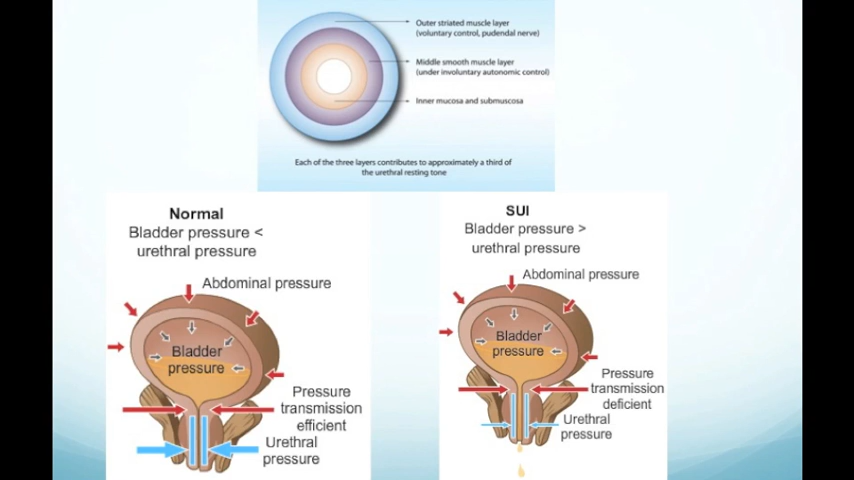 Outer striated muscle layer
(voluntary control, pudendal nerve)
Middle smooth muscle layer
(under involuntary autonomic control)
Inner mucosa and submuscosa
Each of the three layers contributes to approximately a third of
the urethral resting tone
Normal
Bladder pressure <
urethral pressure
Abdominal pressure
Bladder
pressure
Pressure
transmission
efficient
Urethral
pressure
SUI
Bladder pressure >
urethral pressure
Abdominal pressure
Bladder
pressure
Pressure
transmission
deficient
Urethral
pressure